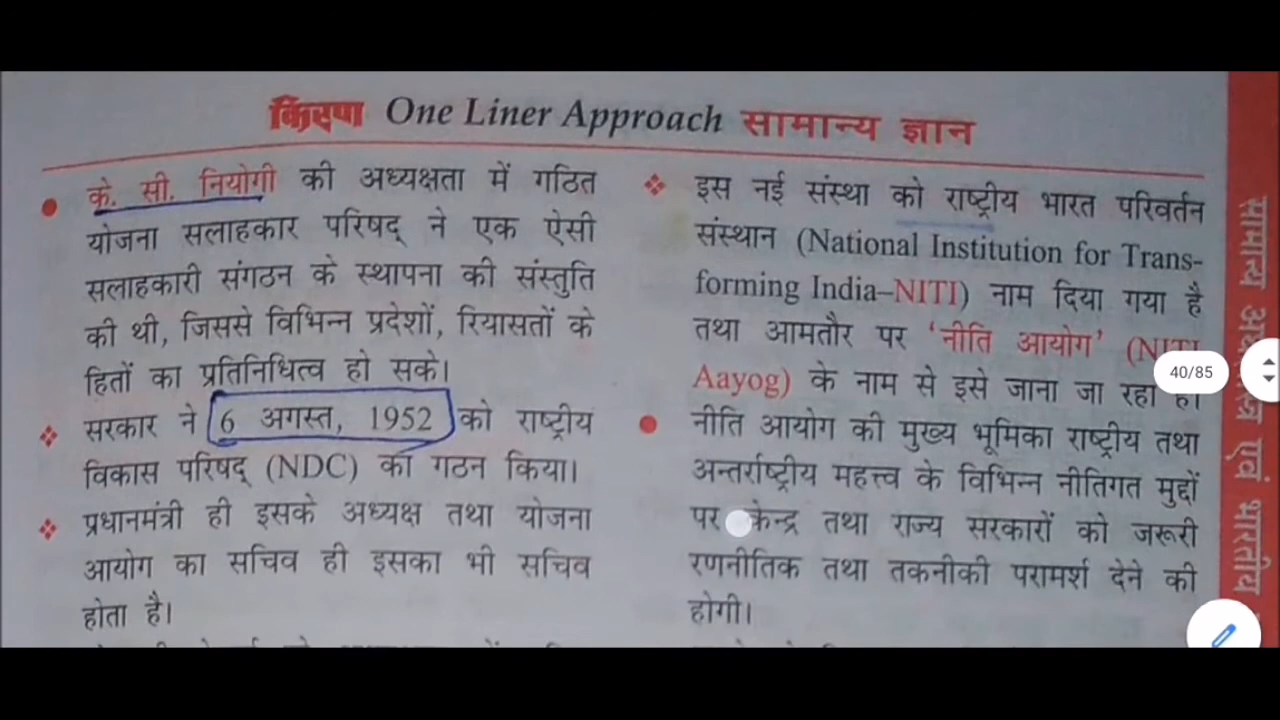 किरण One Liner Approach सामान्य ज्ञान
के. सी. नियोगी की अध्यक्षता में गठित
योजना सलाहकार परिषद् ने एक ऐसी
सलाहकारी संगठन के स्थापना की संस्तुति
की थी, जिससे विभिन्न प्रदेशों, रियासतों के
हितों का प्रतिनिधित्व हो सके।
सरकार ने 6 अगस्त, 1952 को राष्ट्रीय
विकास परिषद् (NDC) का गठन किया।
प्रधानमंत्री ही इसके अध्यक्ष तथा योजना
आयोग का सचिव ही इसका भी सचिव
होता है।
इस नई संस्था को राष्ट्रीय भारत परिवर्तन
संस्थान (National Institution for Trans-
forming India–NITI) नाम दिया गया है
तथा आमतौर पर ‘नीति आयोग’ (NITI
Aayog) के नाम से इसे जाना जा रहा है।
नीति आयोग की मुख्य भूमिका राष्ट्रीय तथा
अन्तर्राष्ट्रीय महत्त्व के विभिन्न नीतिगत मुद्दों
पर केन्द्र तथा राज्य सरकारों को जरूरी
रणनीतिक तथा तकनीकी परामर्श देने की
होगी।
40/85
सामान्य एवं भारतीय